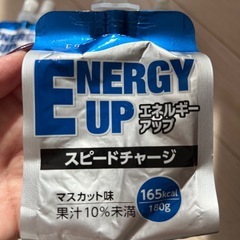 ENERGY
UP エネルギー
アップ
スピードチャージ
マスカット味
果汁10%未満
165kcal
180g